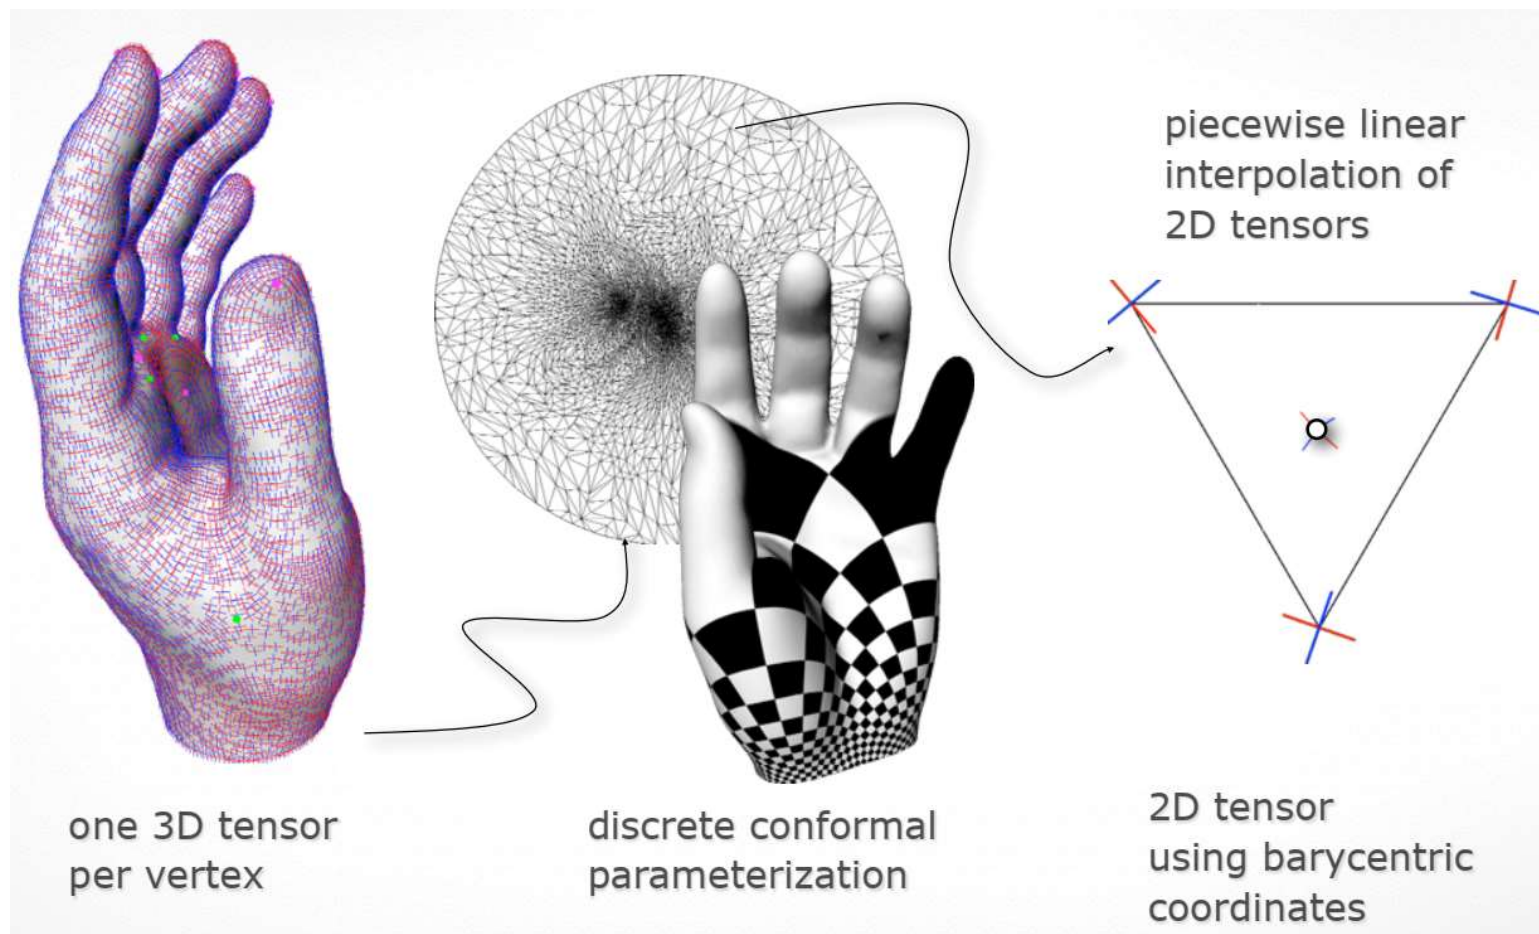 one 3D tensor
per vertex
discrete conformal
parameterization
piecewise linear
interpolation of
2D tensors
2D tensor
using barycentric
coordinates